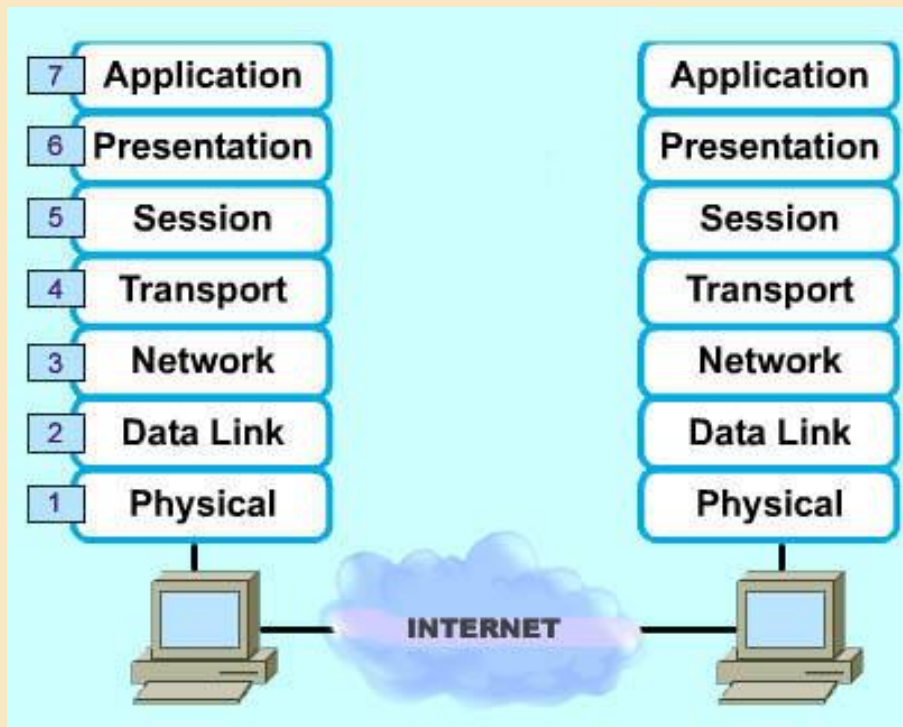 7 Application
6 Presentation
5 Session
4 Transport
3 Network
2 Data Link
1 Physical
Application
Presentation
Session
Transport
Network
Data Link
Physical
INTERNET